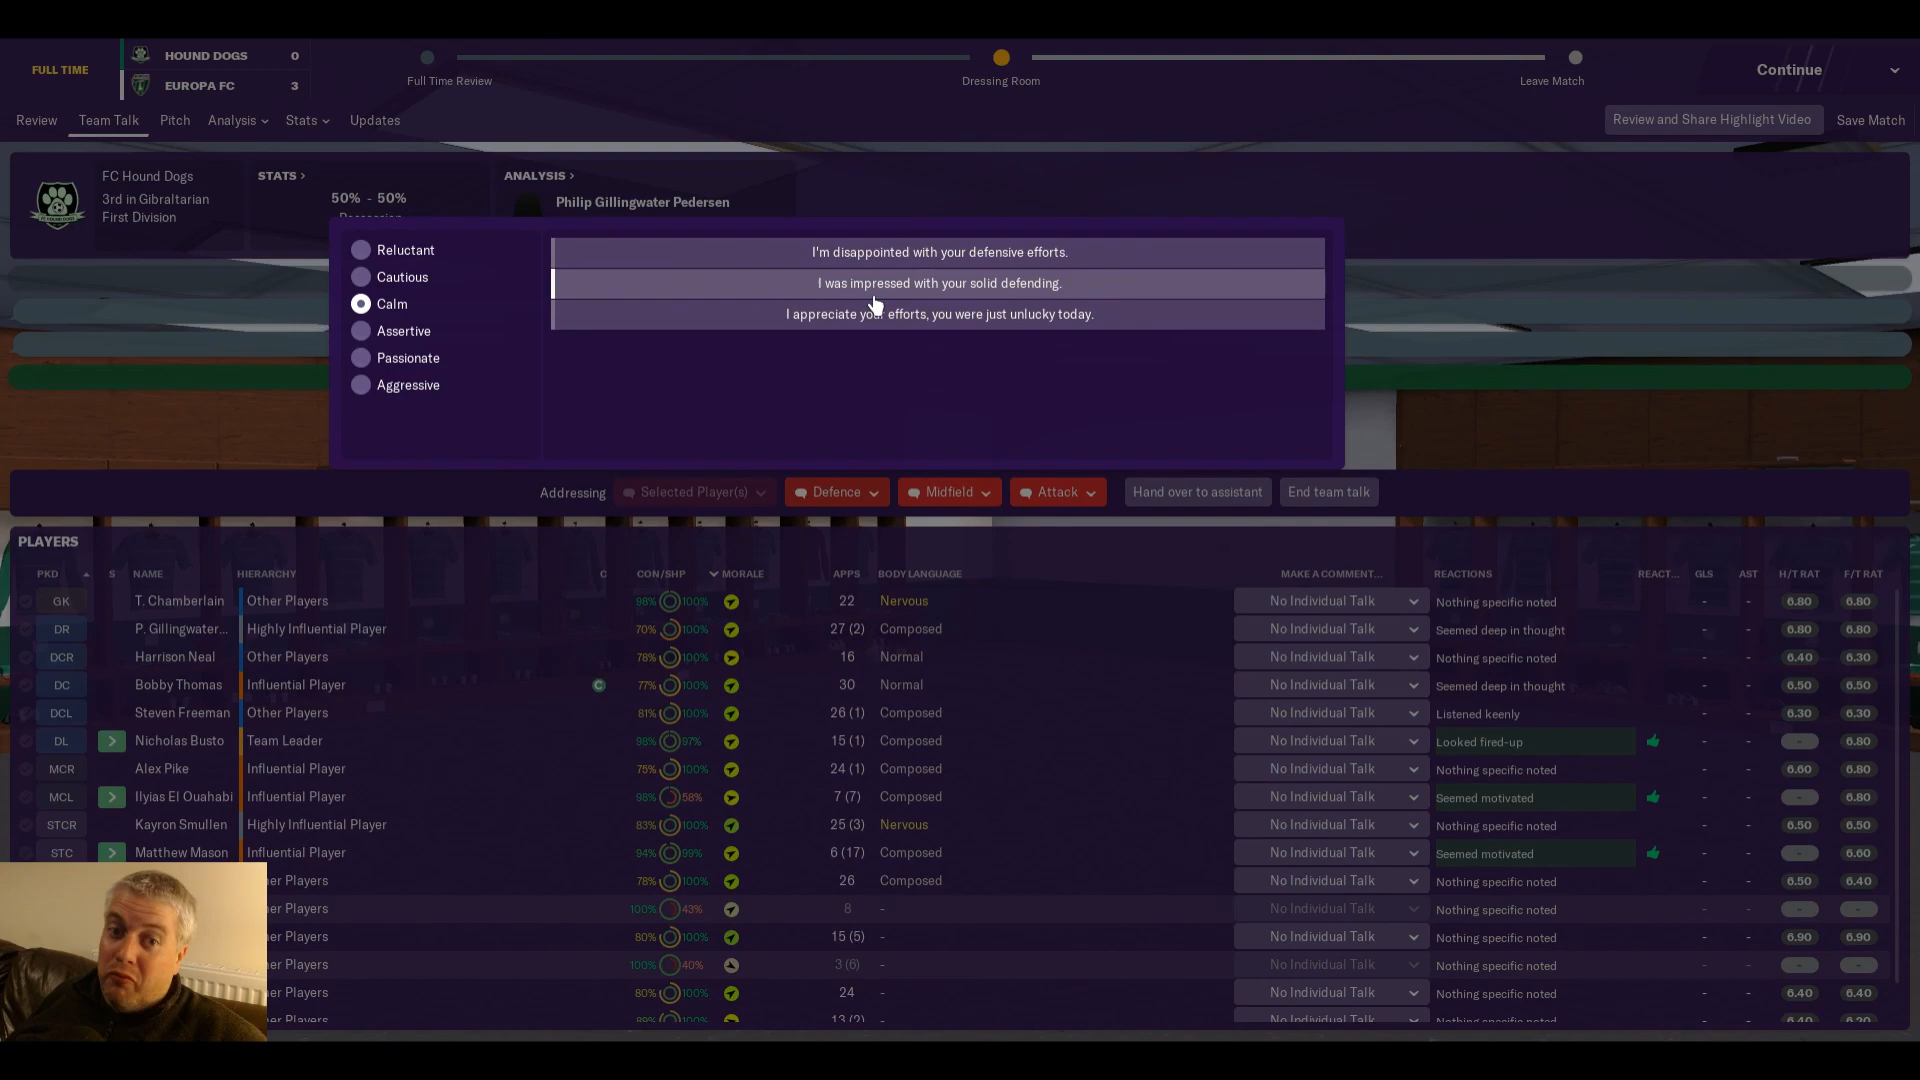 FULL TIME
HOUND DOGS 0
EUROPA FC 3
Full Time Review
Dressing Room
Leave Match
Continue
Review Team Talk Pitch Analysis Stats Updates
Review and Share Highlight Video Save Match
FC Hound Dogs
3rd in Gibraltarian
First Division
STATS >
50% - 50%
Possession
ANALYSIS >
Philip Gillingwater Pedersen
Reluctant
Cautious
Calm
Assertive
Passionate
Aggressive
I'm disappointed with your defensive efforts.
I was impressed with your solid defending.
I appreciate your efforts, you were just unlucky today.
Addressing Selected Player(s) Defence Midfield Attack Hand over to assistant End team talk
PLAYERS
PKD S NAME HIERARCHY C CON/SHP MORALE APPS BODY LANGUAGE MAKE A COMMENT... REACTIONS REACT... GLS AST H/T RAT F/T RAT
GK T. Chamberlain Other Players 98% 100% 22 Nervous No Individual Talk Nothing specific noted - - 6.80 6.80
DR P. Gillingwater... Highly Influential Player 70% 100% 27 (2) Composed No Individual Talk Seemed deep in thought - - 6.80 6.80
DCR Harrison Neal Other Players 78% 100% 16 Normal No Individual Talk Nothing specific noted - - 6.40 6.30
DC Bobby Thomas Influential Player C 77% 100% 30 Normal No Individual Talk Seemed deep in thought - - 6.50 6.50
DCL Steven Freeman Other Players 81% 100% 26 (1) Composed No Individual Talk Listened keenly - - 6.30 6.30
DL Nicholas Busto Team Leader 98% 97% 15 (1) Composed No Individual Talk Looked fired-up - - - 6.80
MCR Alex Pike Influential Player 75% 100% 24 (1) Composed No Individual Talk Nothing specific noted - - 6.60 6.80
MCL Ilyias El Ouahabi Influential Player 98% 58% 7 (7) Composed No Individual Talk Seemed motivated - - - 6.80
STCR Kayron Smullen Highly Influential Player 83% 100% 25 (3) Nervous No Individual Talk Nothing specific noted - - 6.50 6.50
STC Matthew Mason Influential Player 94% 99% 6 (17) Composed No Individual Talk Seemed motivated - - - 6.60
er Players 78% 100% 26 Composed No Individual Talk Nothing specific noted - - 6.50 6.40
er Players 100% 43% 8 - No Individual Talk Nothing specific noted - - - -
er Players 80% 100% 15 (5) - No Individual Talk Nothing specific noted - - 6.90 6.90
er Players 100% 40% 3 (6) - No Individual Talk Nothing specific noted - - - -
er Players 80% 100% 24 - No Individual Talk Nothing specific noted - - 6.40 6.40
er Players 89% 100% 13 (2) - No Individual Talk Nothing specific noted - - 6.40 6.20